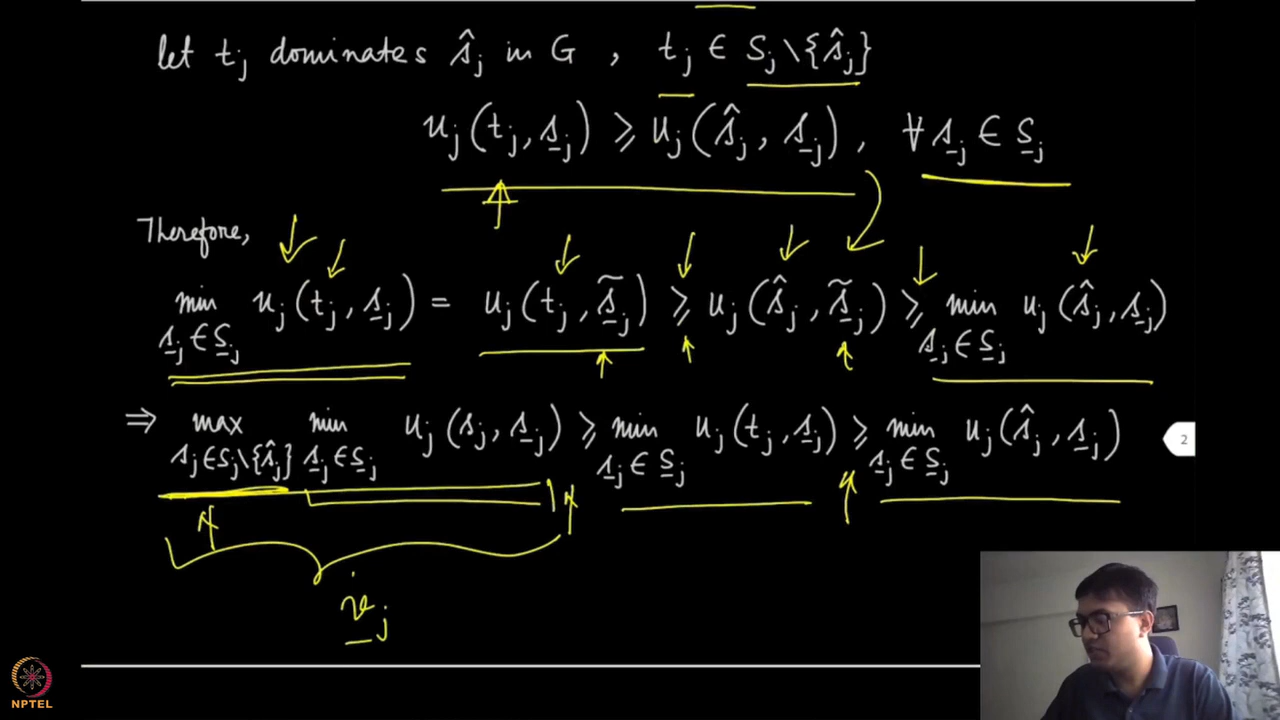 let tⱼ dominates ŝⱼ in G , tⱼ ∈ Sⱼ \ {ŝⱼ}
uⱼ(tⱼ, s̲ⱼ) ≥ uⱼ(ŝⱼ, s̲ⱼ), ∀ s̲ⱼ ∈ S̲ⱼ
Therefore,
min uⱼ(tⱼ, s̲ⱼ) = uⱼ(tⱼ, s̲̃ⱼ) ≥ uⱼ(ŝⱼ, s̲̃ⱼ) ≥ min uⱼ(ŝⱼ, s̲ⱼ)
s̲ⱼ ∈ S̲ⱼ s̲ⱼ ∈ S̲ⱼ
⇒ max min uⱼ(sⱼ, s̲ⱼ) ≥ min uⱼ(tⱼ, s̲ⱼ) ≥ min uⱼ(ŝⱼ, s̲ⱼ)
sⱼ∈Sⱼ\{ŝⱼ} s̲ⱼ∈S̲ⱼ s̲ⱼ ∈ S̲ⱼ s̲ⱼ ∈ S̲ⱼ
2
v̲ⱼ
NPTEL